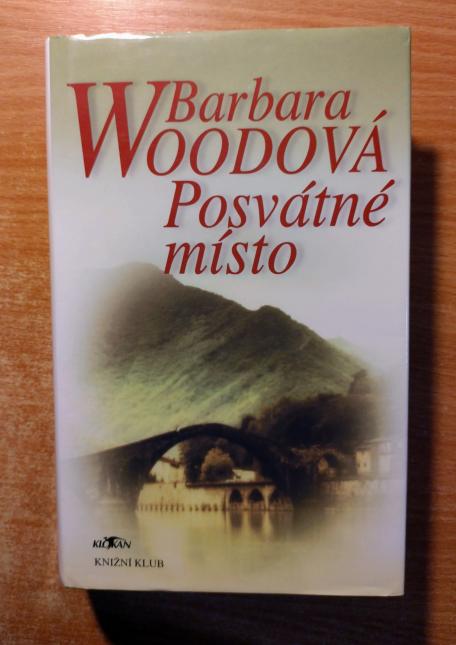 Barbara
WOODOVÁ
Posvátné
místo
KLOKAN
KNIŽNÍ KLUB